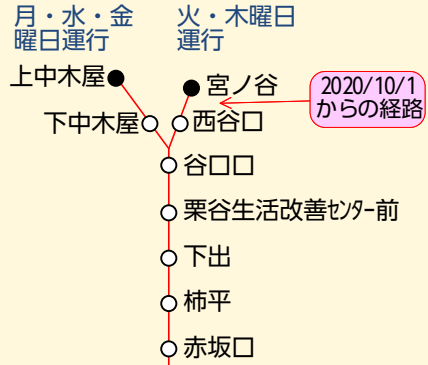 月・水・金
曜日運行
火・木曜日
運行
上中木屋
宮ノ谷
2020/10/1
からの経路
下中木屋
西谷口
谷口口
栗谷生活改善センター前
下出
柿平
赤坂口